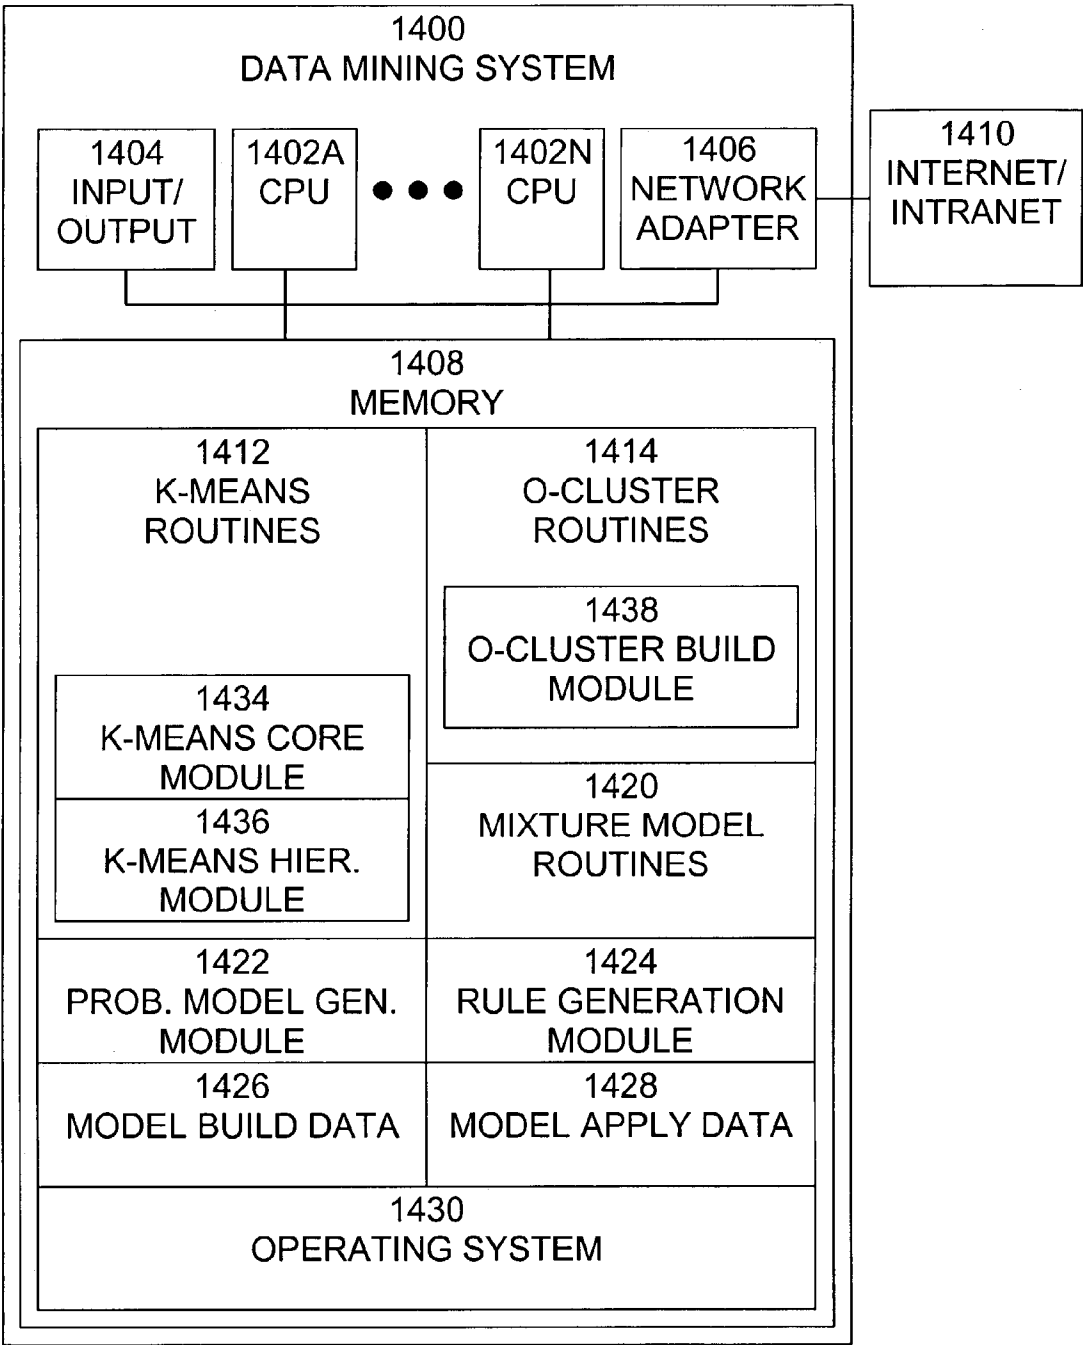 1400
DATA MINING SYSTEM
1404
INPUT/
OUTPUT
1402A
CPU
1402N
CPU
1406
NETWORK
ADAPTER
1410
INTERNET/
INTRANET
1408
MEMORY
1412
K-MEANS
ROUTINES
1414
O-CLUSTER
ROUTINES
1438
O-CLUSTER BUILD
MODULE
1434
K-MEANS CORE
MODULE
1436
K-MEANS HIER.
MODULE
1420
MIXTURE MODEL
ROUTINES
1422
PROB. MODEL GEN.
MODULE
1424
RULE GENERATION
MODULE
1426
MODEL BUILD DATA
1428
MODEL APPLY DATA
1430
OPERATING SYSTEM